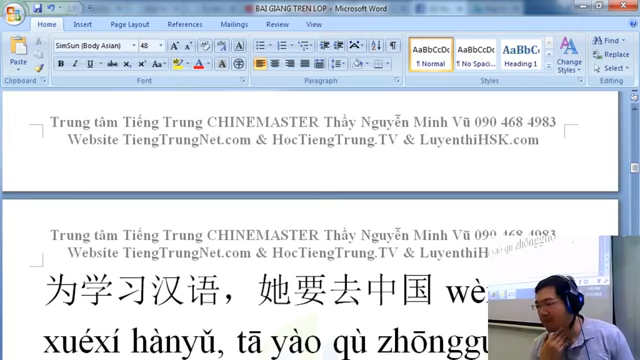 BAI GIANG TREN LOP - Microsoft Word
Home Insert Page Layout References Mailings Review View
Paste SimSun (Body Asian) 48 AaBbCcDc AaBbCcDc AaBbC Find
Replace
Select
¶ Normal ¶ No Spaci... Heading 1 Change Styles
Clipboard Font Paragraph Styles Editing
Trung tâm Tiếng Trung CHINEMASTER Thầy Nguyễn Minh Vũ 090 468 4983
Website TiengTrungNet.com & HocTiengTrung.TV & LuyenthiHSK.com
Trung tâm Tiếng Trung CHINEMASTER Thầy Nguyễn Minh Vũ 090 468 4983
Website TiengTrungNet.com & HocTiengTrung.TV & LuyenthiH
yào qù zhōngguó
为学习汉语，她要去中国 wèi
xuéxí hànyǔ, tā yào qù zhōnggu